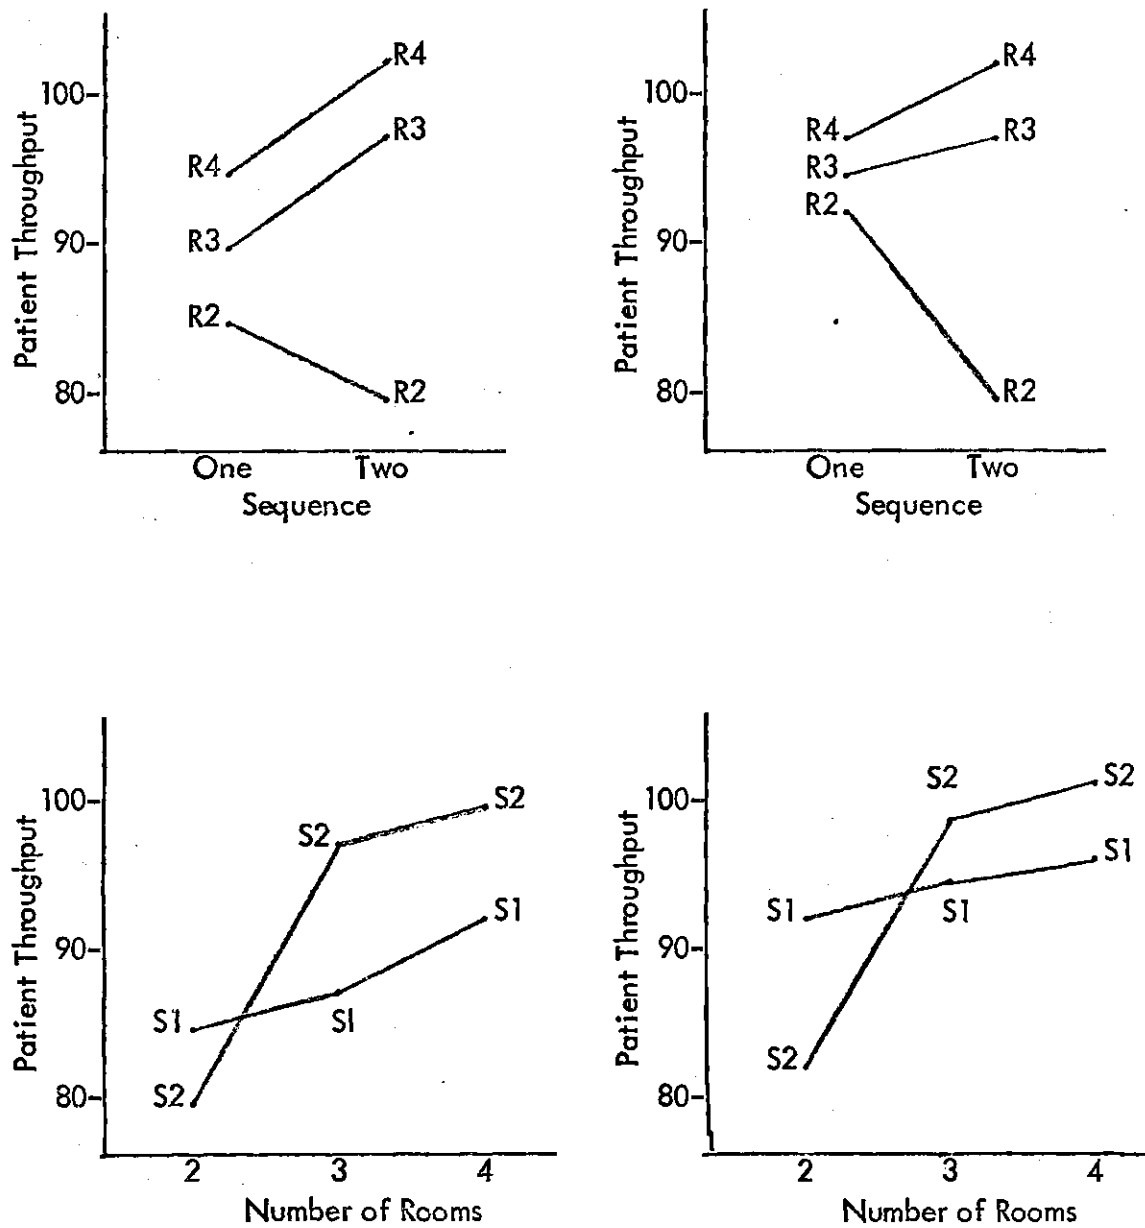 Patient Throughput
100
90
80
R4
R4
R3
R3
R2
R2
One Two
Sequence
Patient Throughput
100
90
80
R4
R4
R3
R3
R2
R2
One Two
Sequence
Patient Throughput
100
90
80
S2
S2
S1
S1
SI
S2
2 3 4
Number of Rooms
Patient Throughput
100
90
80
S2
S2
S1
S1
S1
S2
2 3 4
Number of Rooms